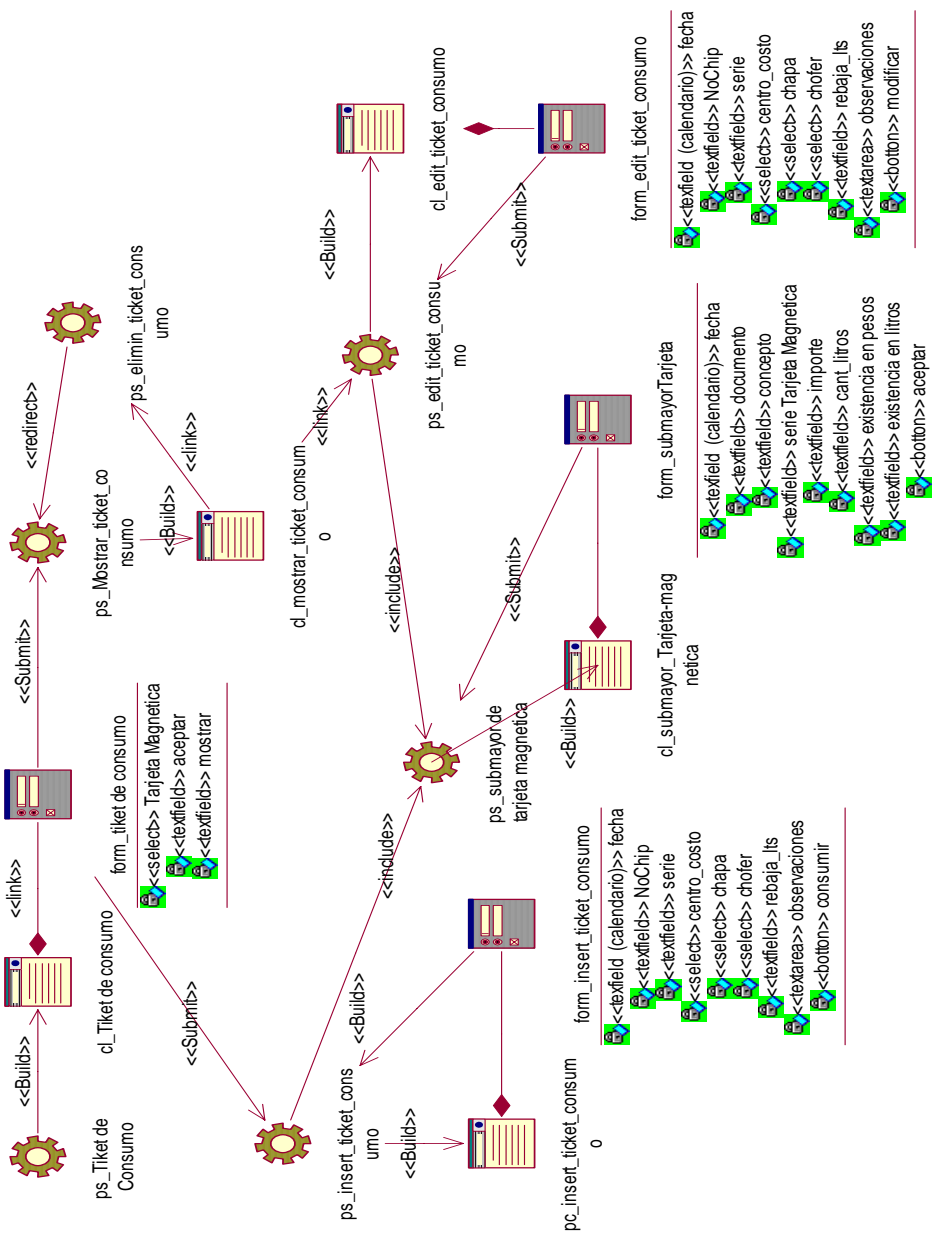 <<Build>>
<<link>>
<<Submit>>
<<redirect>>
ps_Tiket de
Consumo
cl_Tiket de consumo
form_tiket de consumo
<<select>> Tarjeta Magnetica
<<textfield>> aceptar
<<textfield>> mostrar
ps_Mostrar_ticket_co
nsumo
ps_elimin_ticket_cons
umo
<<Build>>
<<link>>
<<Submit>>
cl_mostrar_ticket_consum
o
<<link>>
<<Build>>
<<include>>
<<include>>
ps_insert_ticket_cons
umo
<<Build>>
<<Build>>
ps_submayor de
tarjeta magnetica
<<Build>>
<<Submit>>
ps_edit_ticket_consu
mo
<<Submit>>
cl_edit_ticket_consumo
pc_insert_ticket_consum
o
form_insert_ticket_consumo
<<texfield (calendario)>> fecha
<<textfield>> NoChip
<<textfield>> serie
<<select>> centro_costo
<<select>> chapa
<<select>> chofer
<<textfield>> rebaja_lts
<<textarea>> observaciones
<<botton>> consumir
cl_submayor_Tarjeta-mag
netica
form_submayorTarjeta
<<texfield (calendario)>> fecha
<<textfield>> documento
<<textfield>> concepto
<<textfield>> serie Tarjeta Magnetica
<<textfield>> importe
<<textfield>> cant_litros
<<textfield>> existencia en pesos
<<textfield>> existencia en litros
<<botton>> aceptar
form_edit_ticket_consumo
<<texfield (calendario)>> fecha
<<textfield>> NoChip
<<textfield>> serie
<<select>> centro_costo
<<select>> chapa
<<select>> chofer
<<textfield>> rebaja_lts
<<textarea>> observaciones
<<botton>> modificar